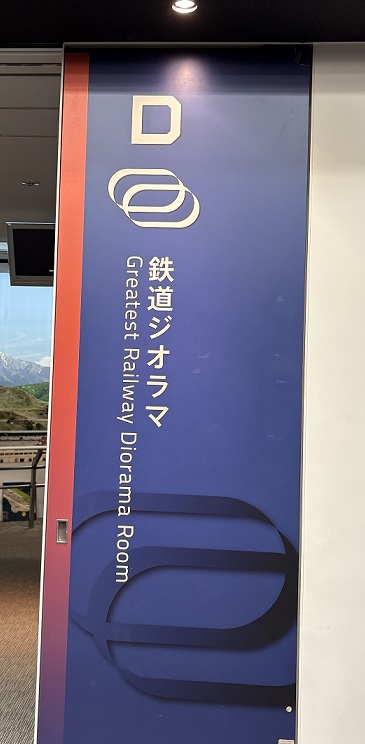 D
鉄道ジオラマ
Greatest Railway Diorama Room